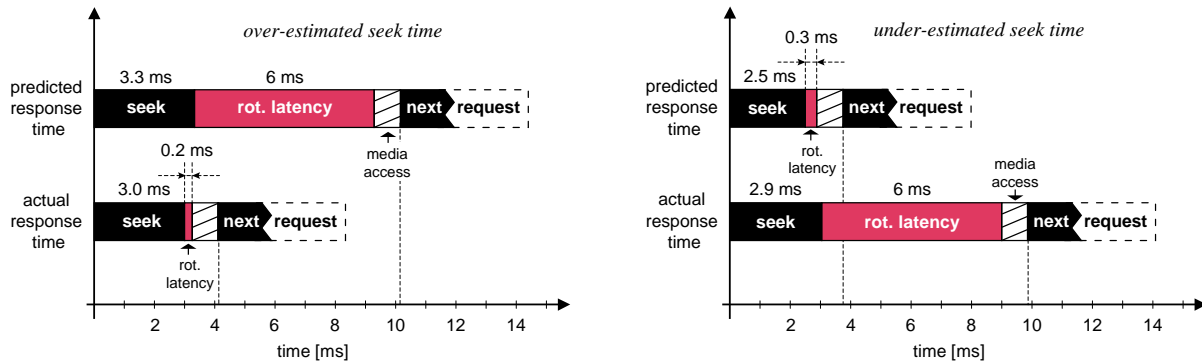 over-estimated seek time
3.3 ms
6 ms
predicted
response
time
seek
rot. latency
next
request
media
access
0.2 ms
3.0 ms
actual
response
time
seek
next
request
rot.
latency
2 4 6 8 10 12 14
time [ms]
under-estimated seek time
0.3 ms
2.5 ms
predicted
response
time
seek
next
request
rot.
latency
media
access
2.9 ms
6 ms
actual
response
time
seek
rot. latency
next
request
2 4 6 8 10 12 14
time [ms]